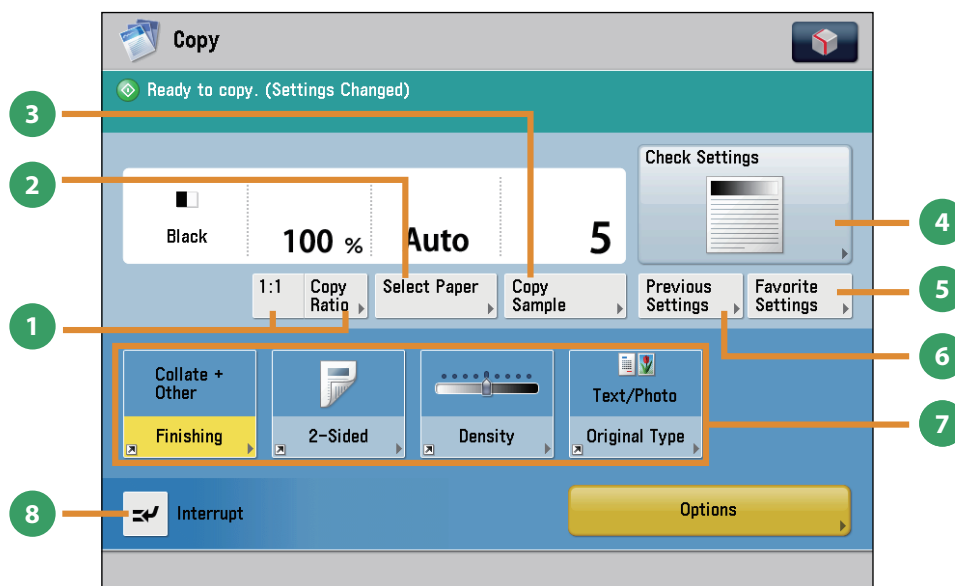 Copy
Ready to copy. (Settings Changed)
3
2
Check Settings
Black
100 %
Auto
5
4
1:1
Copy
Ratio
Select Paper
Copy
Sample
Previous
Settings
Favorite
Settings
5
1
6
Collate +
Other
Text/Photo
Finishing
2-Sided
Density
Original Type
7
8
Interrupt
Options